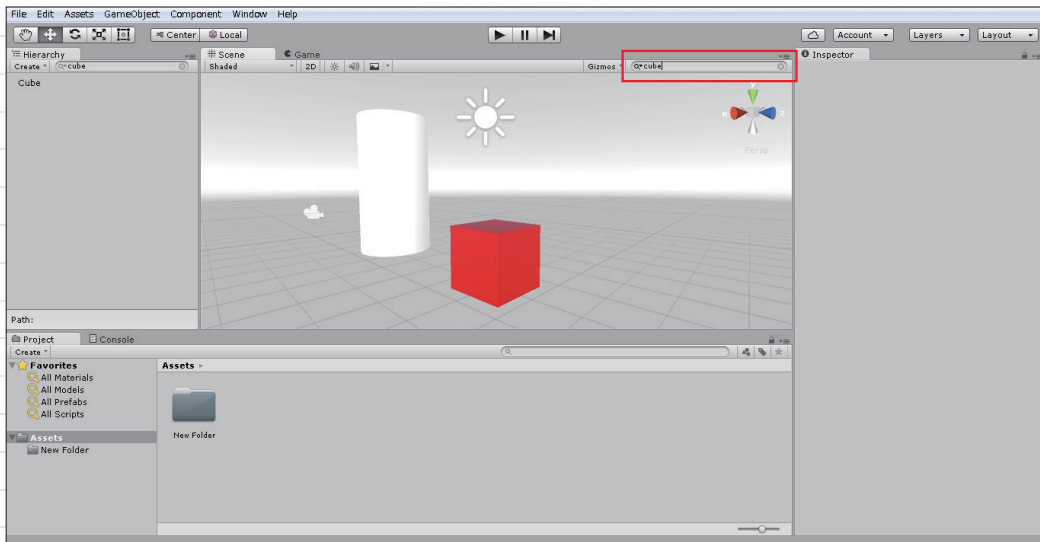 File Edit Assets GameObject Component Window Help
Center Local Account Layers Layout
Hierarchy
Create cube
Cube
Path:
Scene Game
Shaded 2D Gizmos cube
y
x z
Persp
Inspector
Project Console
Create
Favorites
All Materials
All Models
All Prefabs
All Scripts
Assets
New Folder
Assets
New Folder